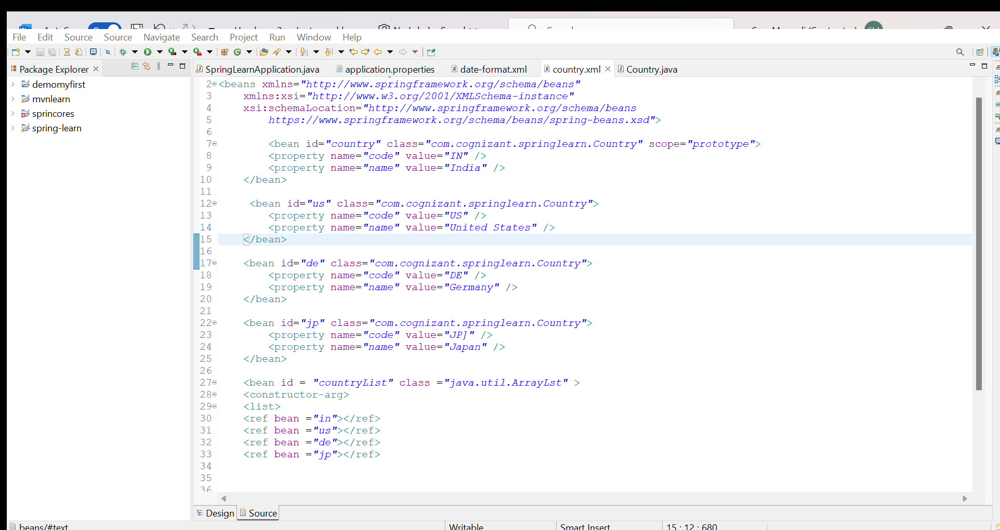 File Edit Source Source Navigate Search Project Run Window Help
Package Explorer
demomyfirst
mvnlearn
sprincores
spring-learn
SpringLearnApplication.java application.properties date-format.xml country.xml Country.java
2 <beans xmlns="http://www.springframework.org/schema/beans"
3 xmlns:xsi="http://www.w3.org/2001/XMLSchema-instance"
4 xsi:schemaLocation="http://www.springframework.org/schema/beans
5 https://www.springframework.org/schema/beans/spring-beans.xsd">
6
7 <bean id="country" class="com.cognizant.springlearn.Country" scope="prototype">
8 <property name="code" value="IN" />
9 <property name="name" value="India" />
10 </bean>
11
12 <bean id="us" class="com.cognizant.springlearn.Country">
13 <property name="code" value="US" />
14 <property name="name" value="United States" />
15 </bean>
16
17 <bean id="de" class="com.cognizant.springlearn.Country">
18 <property name="code" value="DE" />
19 <property name="name" value="Germany" />
20 </bean>
21
22 <bean id="jp" class="com.cognizant.springlearn.Country">
23 <property name="code" value="JP]" />
24 <property name="name" value="Japan" />
25 </bean>
26
27 <bean id = "countryList" class ="java.util.ArrayLst" >
28 <constructor-arg>
29 <list>
30 <ref bean ="in"></ref>
31 <ref bean ="us"></ref>
32 <ref bean ="de"></ref>
33 <ref bean ="jp"></ref>
34
35
36
Design Source
beans/#text Writable Smart Insert 15 : 12 : 680